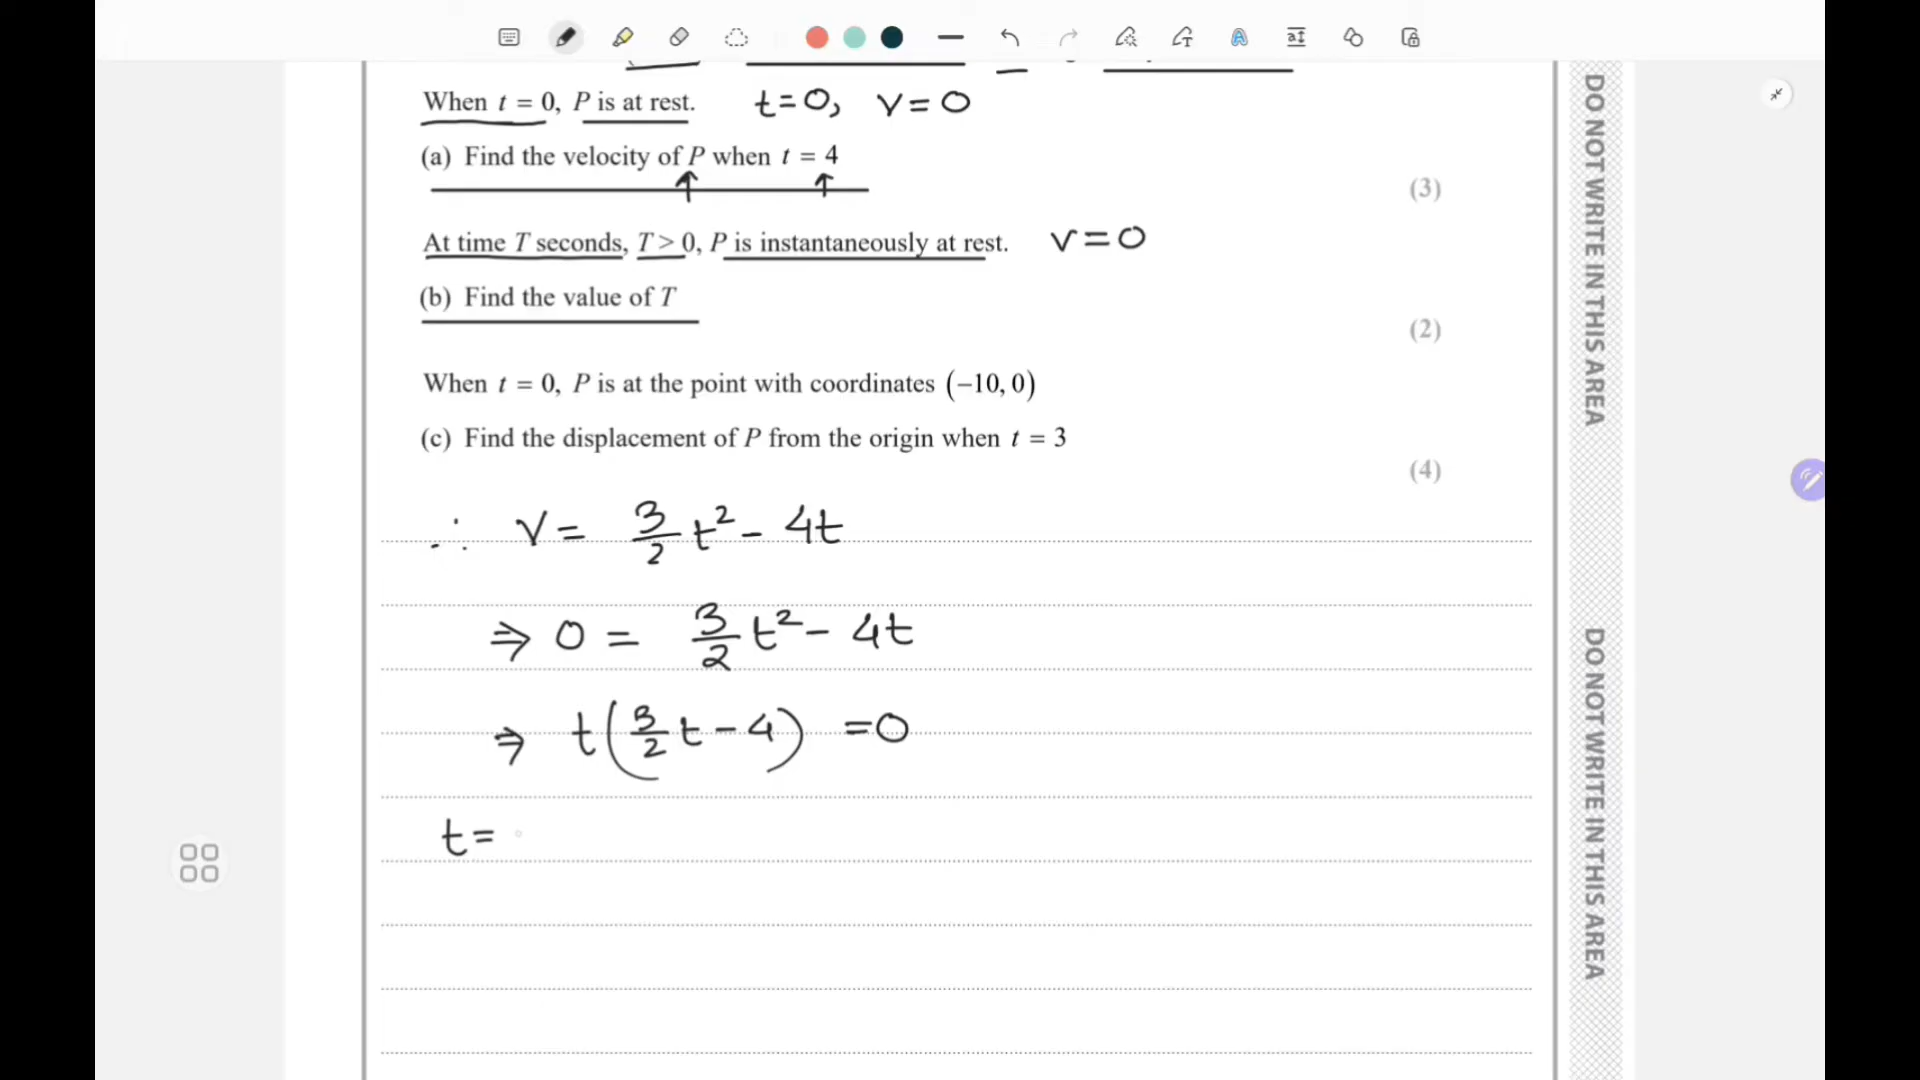 When t = 0, P is at rest. t=0, v=0
(a) Find the velocity of P when t = 4
(3)
At time T seconds, T > 0, P is instantaneously at rest. v=0
(b) Find the value of T
(2)
When t = 0, P is at the point with coordinates (−10, 0)
(c) Find the displacement of P from the origin when t = 3
(4)
∴ v = 3/2 t² - 4t
⇒ 0 = 3/2 t² - 4t
⇒ t(3/2 t - 4) = 0
t =
DO NOT WRITE IN THIS AREA
DO NOT WRITE IN THIS AREA